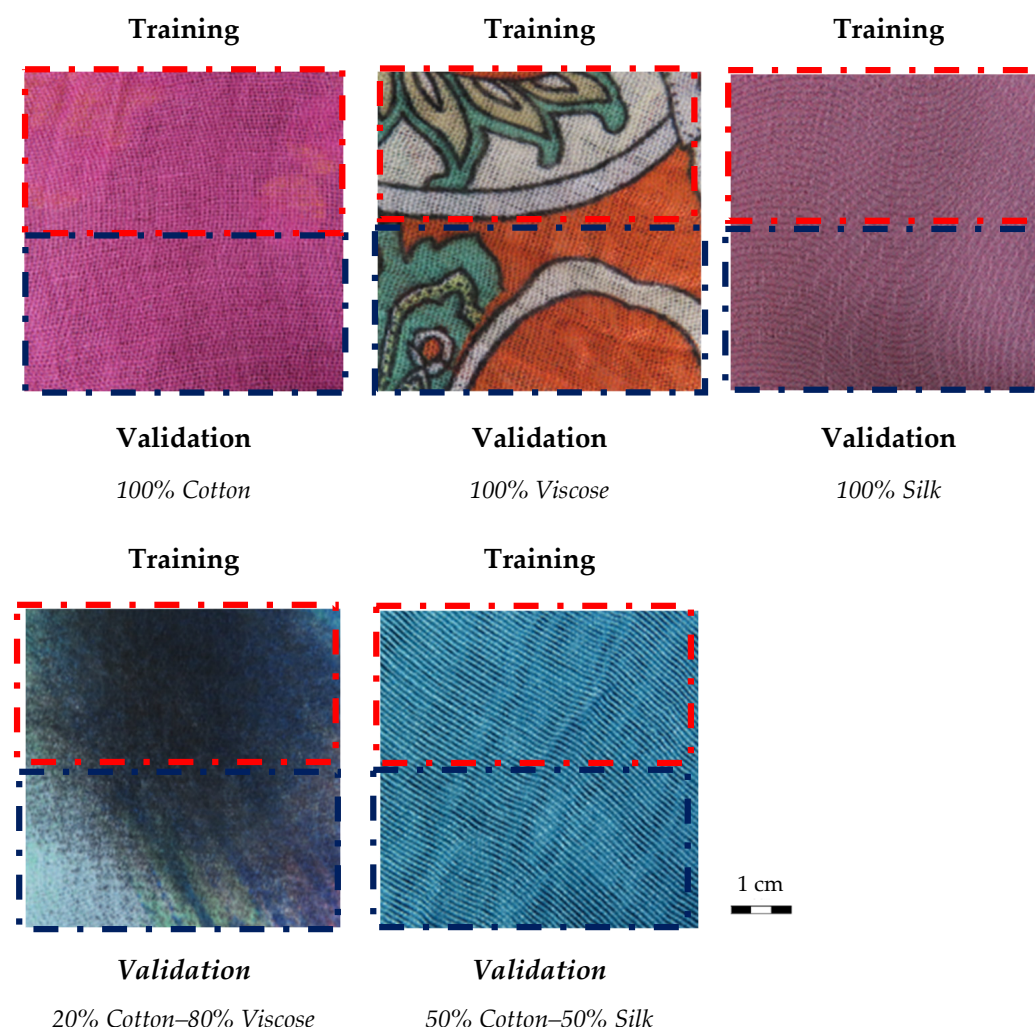 Training
Training
Training
Validation
Validation
Validation
100% Cotton
100% Viscose
100% Silk
Training
Training
1 cm
Validation
Validation
20% Cotton–80% Viscose
50% Cotton–50% Silk